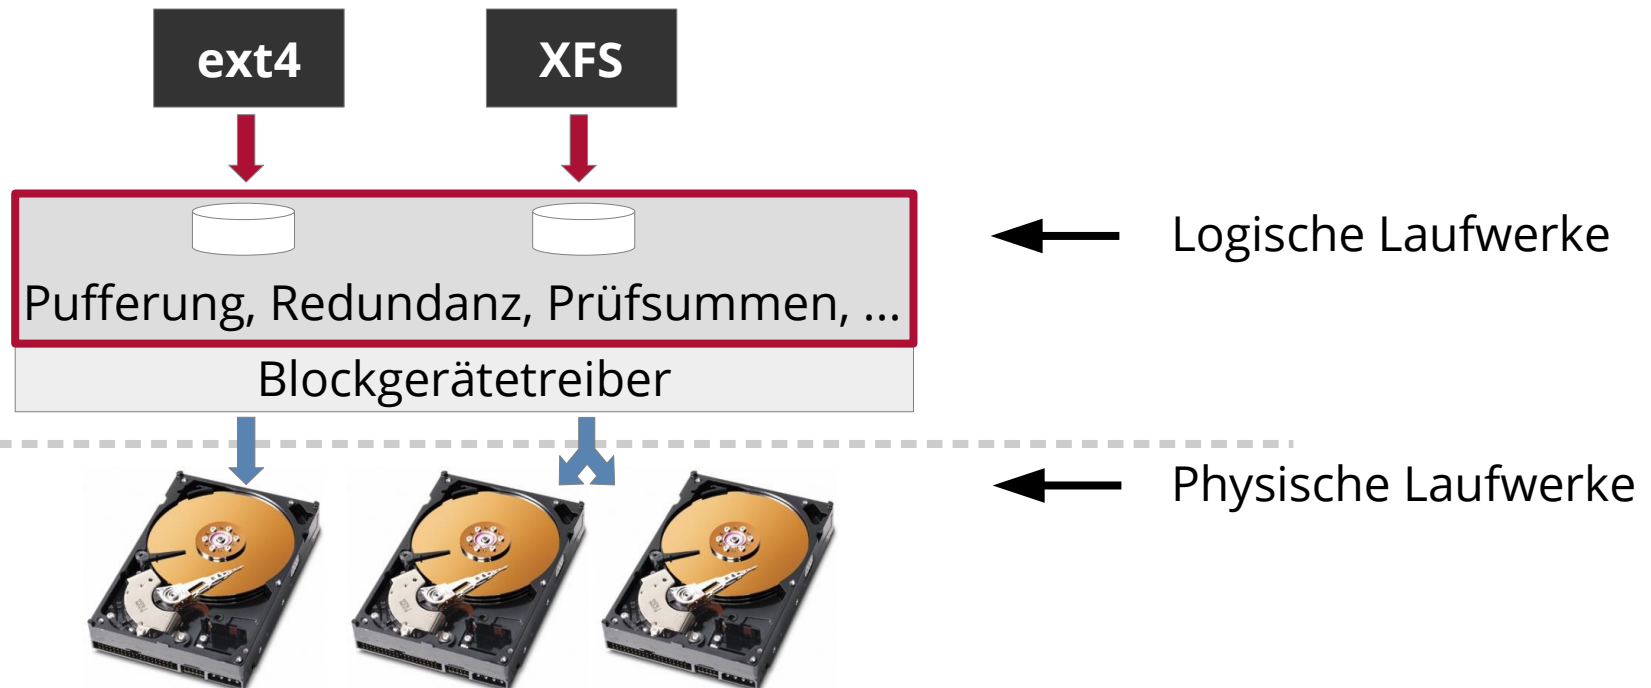 ext4
XFS
Logische Laufwerke
Pufferung, Redundanz, Prüfsummen, ...
Blockgerätetreiber
Physische Laufwerke